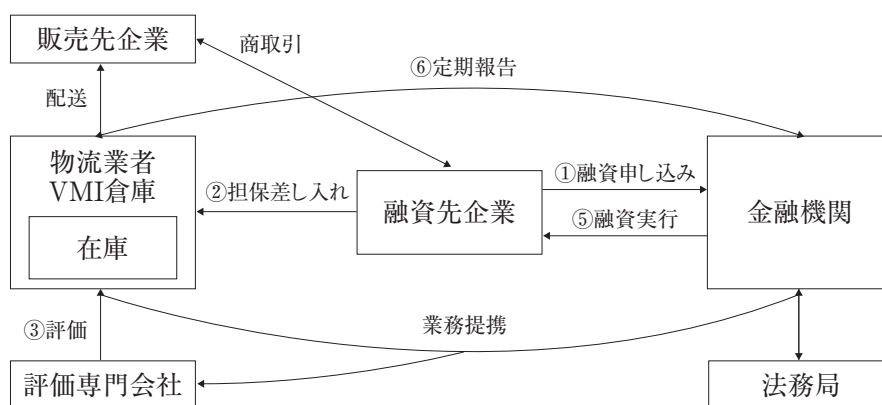 販売先企業
商取引
⑥定期報告
配送
物流業者
VMI倉庫
在庫
②担保差し入れ
融資先企業
①融資申し込み
⑤融資実行
金融機関
③評価
業務提携
評価専門会社
法務局